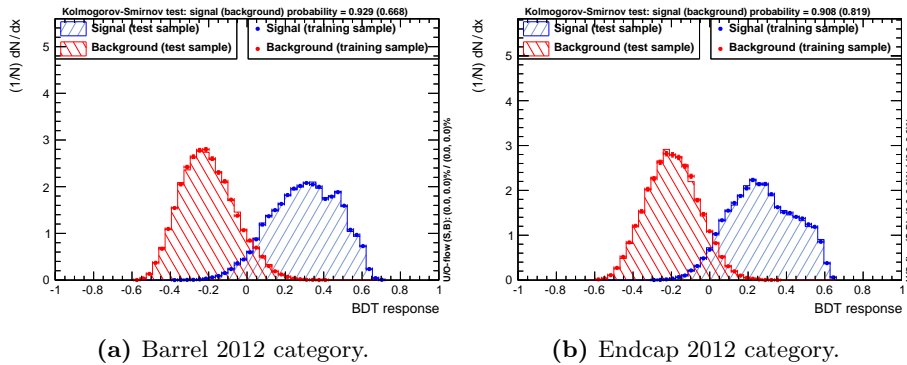 Kolmogorov-Smirnov test: signal (background) probability = 0.929 (0.668)
Signal (test sample)
Background (test sample)
Signal (training sample)
Background (training sample)
(1/N) dN/dx
5
4
3
2
1
0
-1 -0.8 -0.6 -0.4 -0.2 0 0.2 0.4 0.6 0.8 1
BDT response
U/O-flow (S,B): (0.0, 0.0)% / (0.0, 0.0)%
(a) Barrel 2012 category.
Kolmogorov-Smirnov test: signal (background) probability = 0.908 (0.819)
Signal (test sample)
Background (test sample)
Signal (training sample)
Background (training sample)
(1/N) dN/dx
5
4
3
2
1
0
-1 -0.8 -0.6 -0.4 -0.2 0 0.2 0.4 0.6 0.8 1
BDT response
(b) Endcap 2012 category.